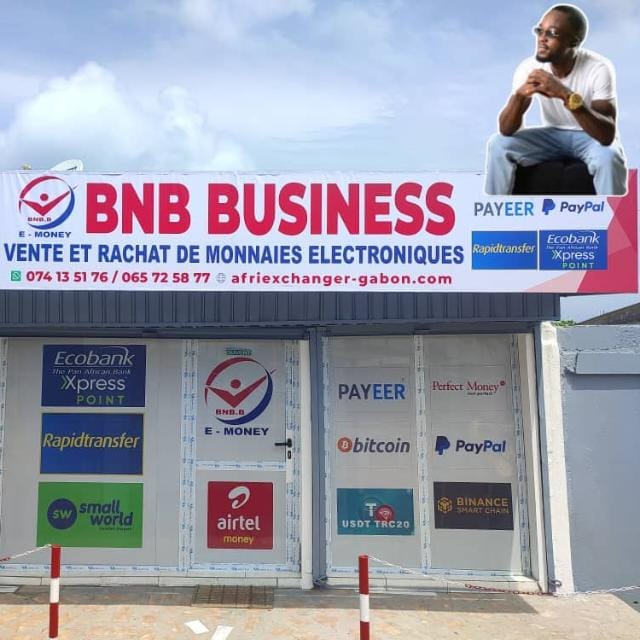 BNB BUSINESS
BNB.B
E - MONEY
VENTE ET RACHAT DE MONNAIES ELECTRONIQUES
074 13 51 76 / 065 72 58 77 afriexchanger-gabon.com
PAYEER PayPal
Rapidtransfer
Ecobank
The Pan African Bank
Xpress
POINT
Ecobank
The Pan African Bank
Xpress
POINT
Rapidtransfer
SW small world
BNB.B
E - MONEY
airtel
money
PAYEER
Perfect Money
bitcoin
PayPal
T
USDT TRC20
BINANCE
SMART CHAIN